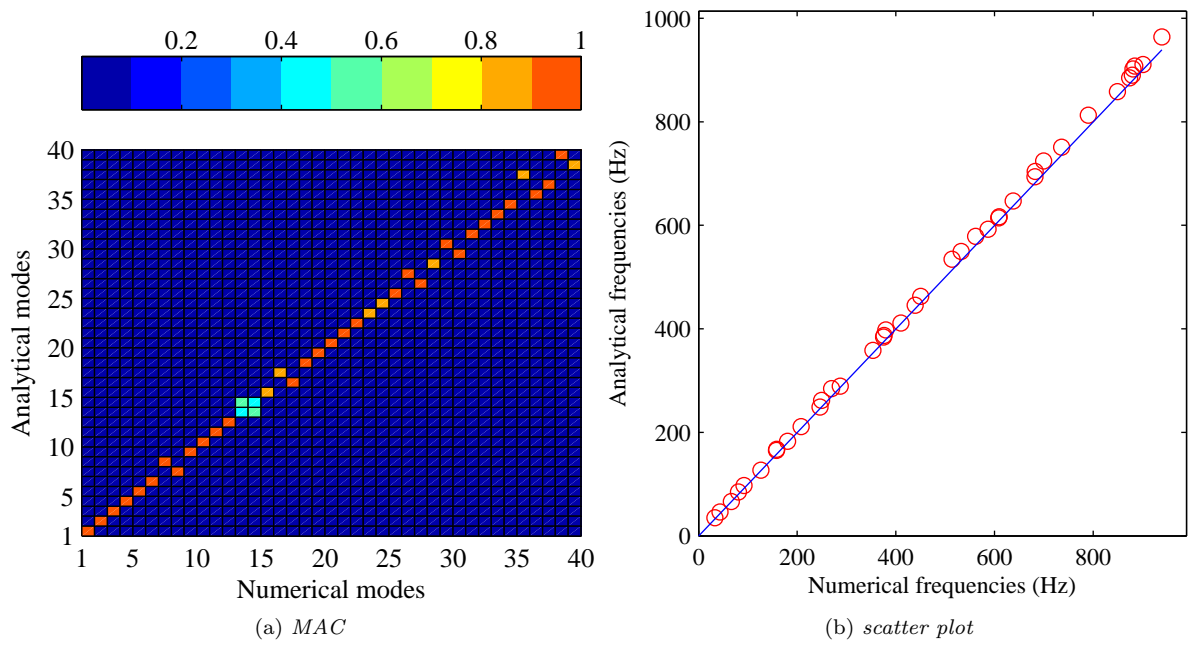 0.2 0.4 0.6 0.8 1
40
35
30
25
20
15
10
5
1
Analytical modes
1 5 10 15 20 25 30 35 40
Numerical modes
(a) MAC
1000
800
600
400
200
0
Analytical frequencies (Hz)
0 200 400 600 800
Numerical frequencies (Hz)
(b) scatter plot